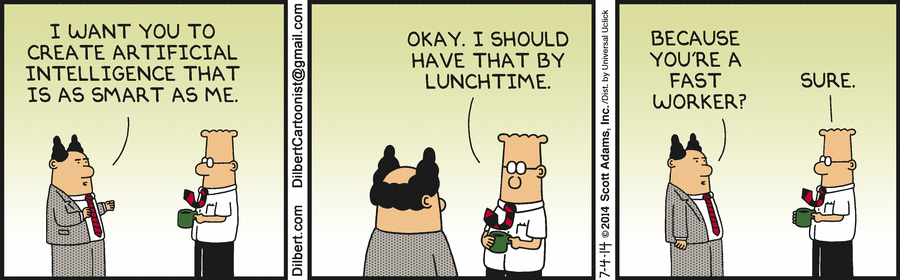 I WANT YOU TO
CREATE ARTIFICIAL
INTELLIGENCE THAT
IS AS SMART AS ME.
Dilbert.com DilbertCartoonist@gmail.com
OKAY. I SHOULD
HAVE THAT BY
LUNCHTIME.
7-4-14 ©2014 Scott Adams, Inc. /Dist. by Universal Uclick
BECAUSE
YOU'RE A
FAST
WORKER?
SURE.